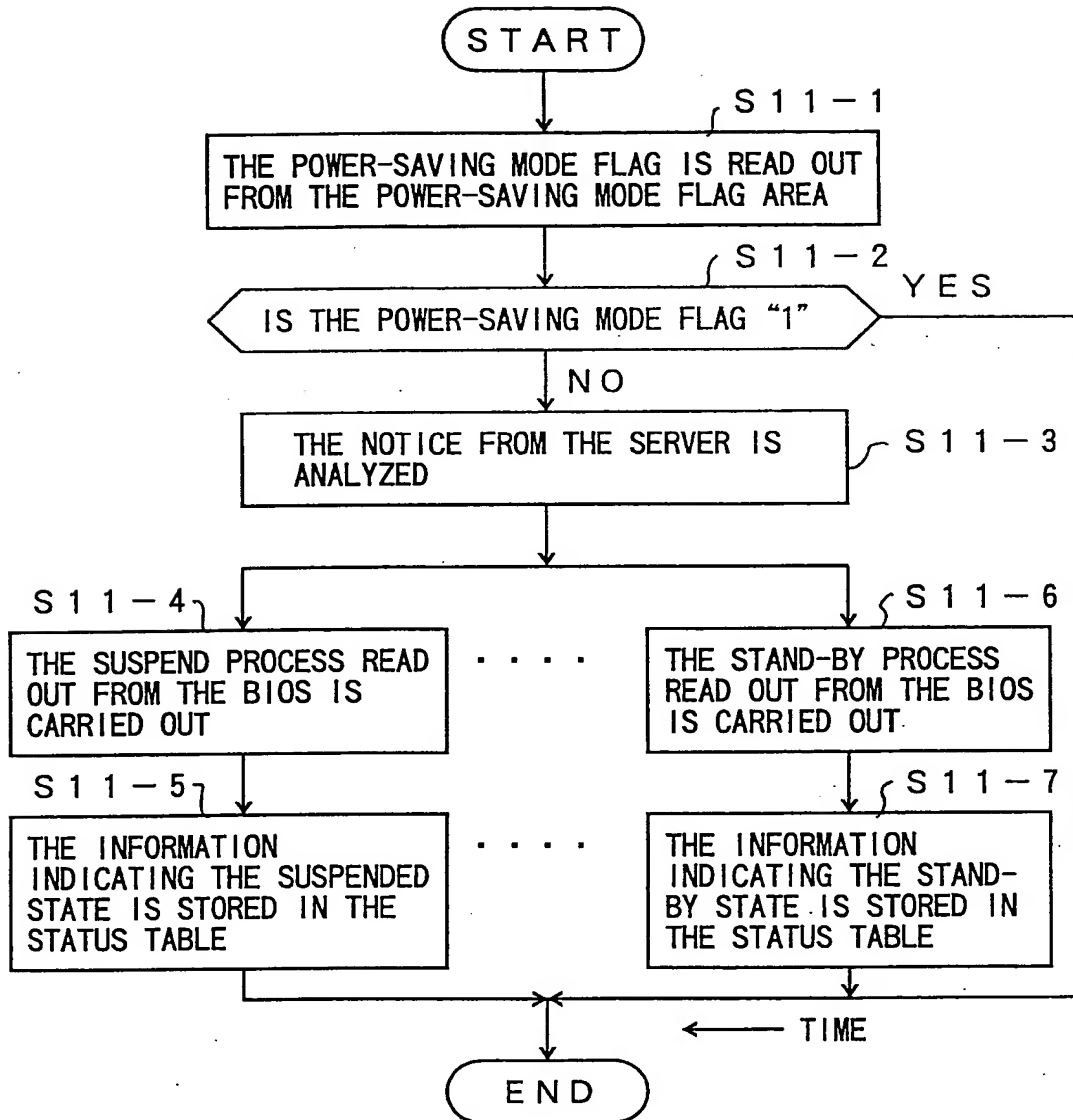 START
S11-1
THE POWER-SAVING MODE FLAG IS READ OUT
FROM THE POWER-SAVING MODE FLAG AREA
S11-2
YES
IS THE POWER-SAVING MODE FLAG “1”
NO
S11-3
THE NOTICE FROM THE SERVER IS
ANALYZED
S11-4
THE SUSPEND PROCESS READ
OUT FROM THE BIOS IS
CARRIED OUT
. . . .
S11-6
THE STAND-BY PROCESS
READ OUT FROM THE BIOS
IS CARRIED OUT
S11-5
THE INFORMATION
INDICATING THE SUSPENDED
STATE IS STORED IN THE
STATUS TABLE
. . . .
S11-7
THE INFORMATION
INDICATING THE STAND-
BY STATE IS STORED IN
THE STATUS TABLE
TIME
END